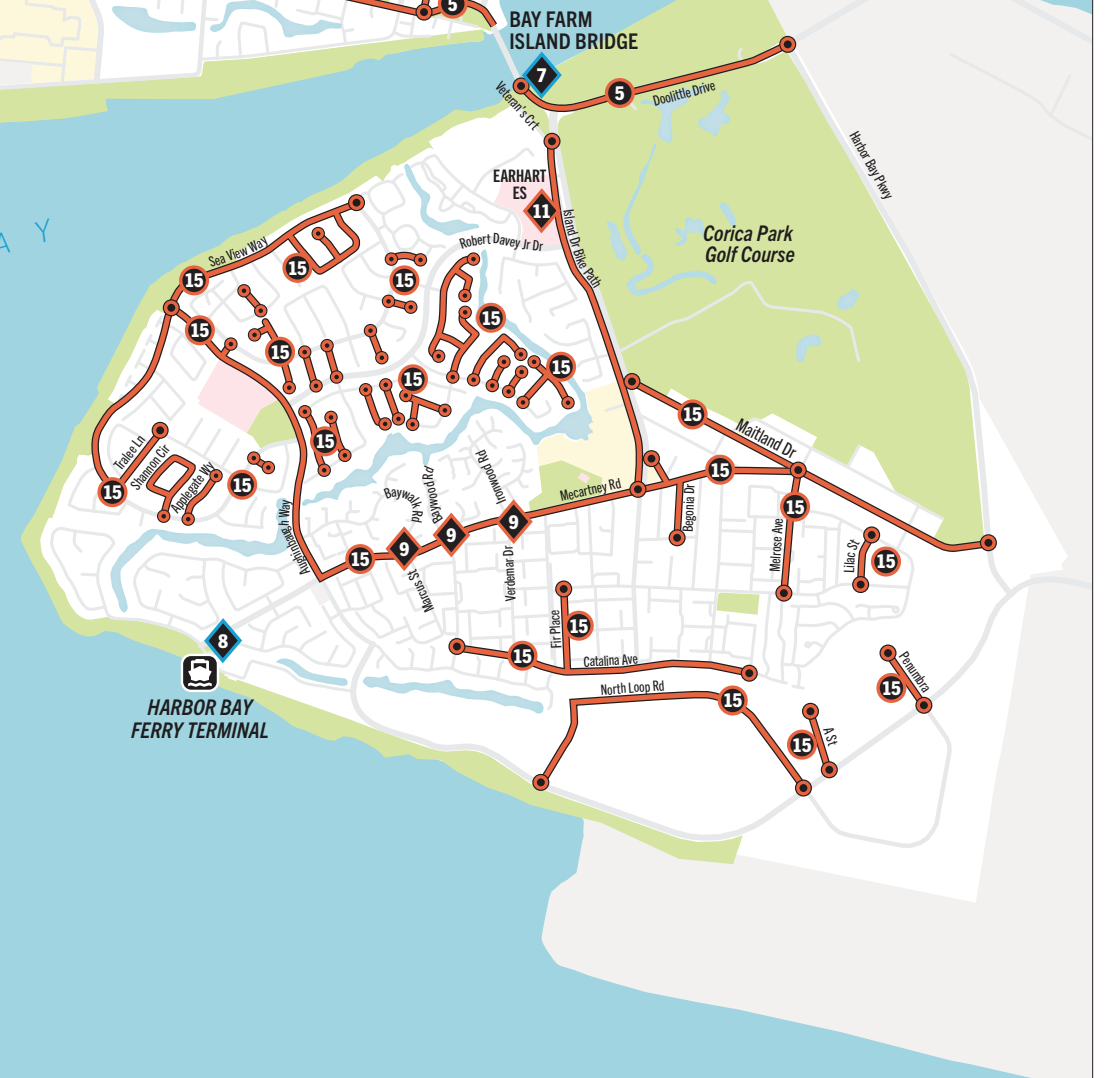 5
BAY FARM
ISLAND BRIDGE
7
5
Veteran's Crt
Doolittle Drive
Harbor Bay Pkwy
EARHART
ES
11
Island Dr Bike Path
A Y
Corica Park
Golf Course
Robert Davey Jr Dr
Sea View Way
15
15
15
15
15
15
15
15
15
15
Maitland Dr
15
Tralee Ln
Shannon Cir
Applegate Wy
15
15
15
Mecartney Rd
Begonia Dr
Ironwood Rd
Baywood Rd
Baywalk Rd
9
9
9
15
Aughinbaugh Way
Marcus St
Verdemar Dr
15
Melrose Ave
Lilac St
15
8
HARBOR BAY
FERRY TERMINAL
Fir Place
15
15
Catalina Ave
North Loop Rd
15
Penumbra
15
A St
15